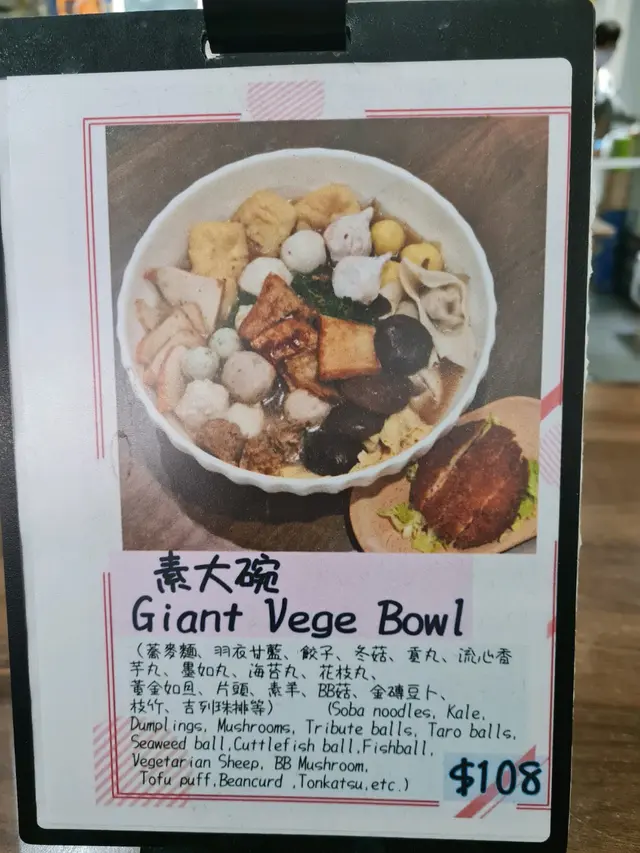 素大碗
Giant Vege Bowl
(蕎麥麵、羽衣甘藍、餃子、冬菇、貢丸、流心香
芋丸、墨如丸、海苔丸、花枝丸、
黃金如魚、片頭、素羊、BB菇、金磚豆卜、
枝竹、吉列珠排等) (Soba noodles, Kale,
Dumplings, Mushrooms, Tribute balls, Taro balls,
Seaweed ball,Cuttlefish ball,Fishball,
Vegetarian Sheep, BB Mushroom,
Tofu puff,Beancurd ,Tonkatsu,etc.)
$108